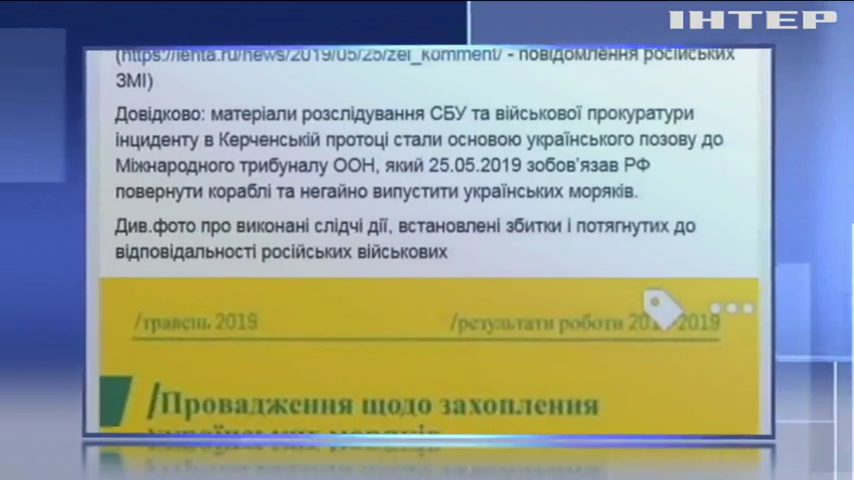 ІНТЕР
(https://lenta.ru/news/2019/05/25/zel_komment/ - повідомлення російських
ЗМІ)
Довідково: матеріали розслідування СБУ та військової прокуратури
інциденту в Керченській протоці стали основою українського позову до
Міжнародного трибуналу ООН, який 25.05.2019 зобов'язав РФ
повернути кораблі та негайно випустити українських моряків.
Див.фото про виконані слідчі дії, встановлені збитки і потягнутих до
відповідальності російських військових
/травень 2019
/результати роботи 2019
/Провадження щодо захоплення
українських моряків